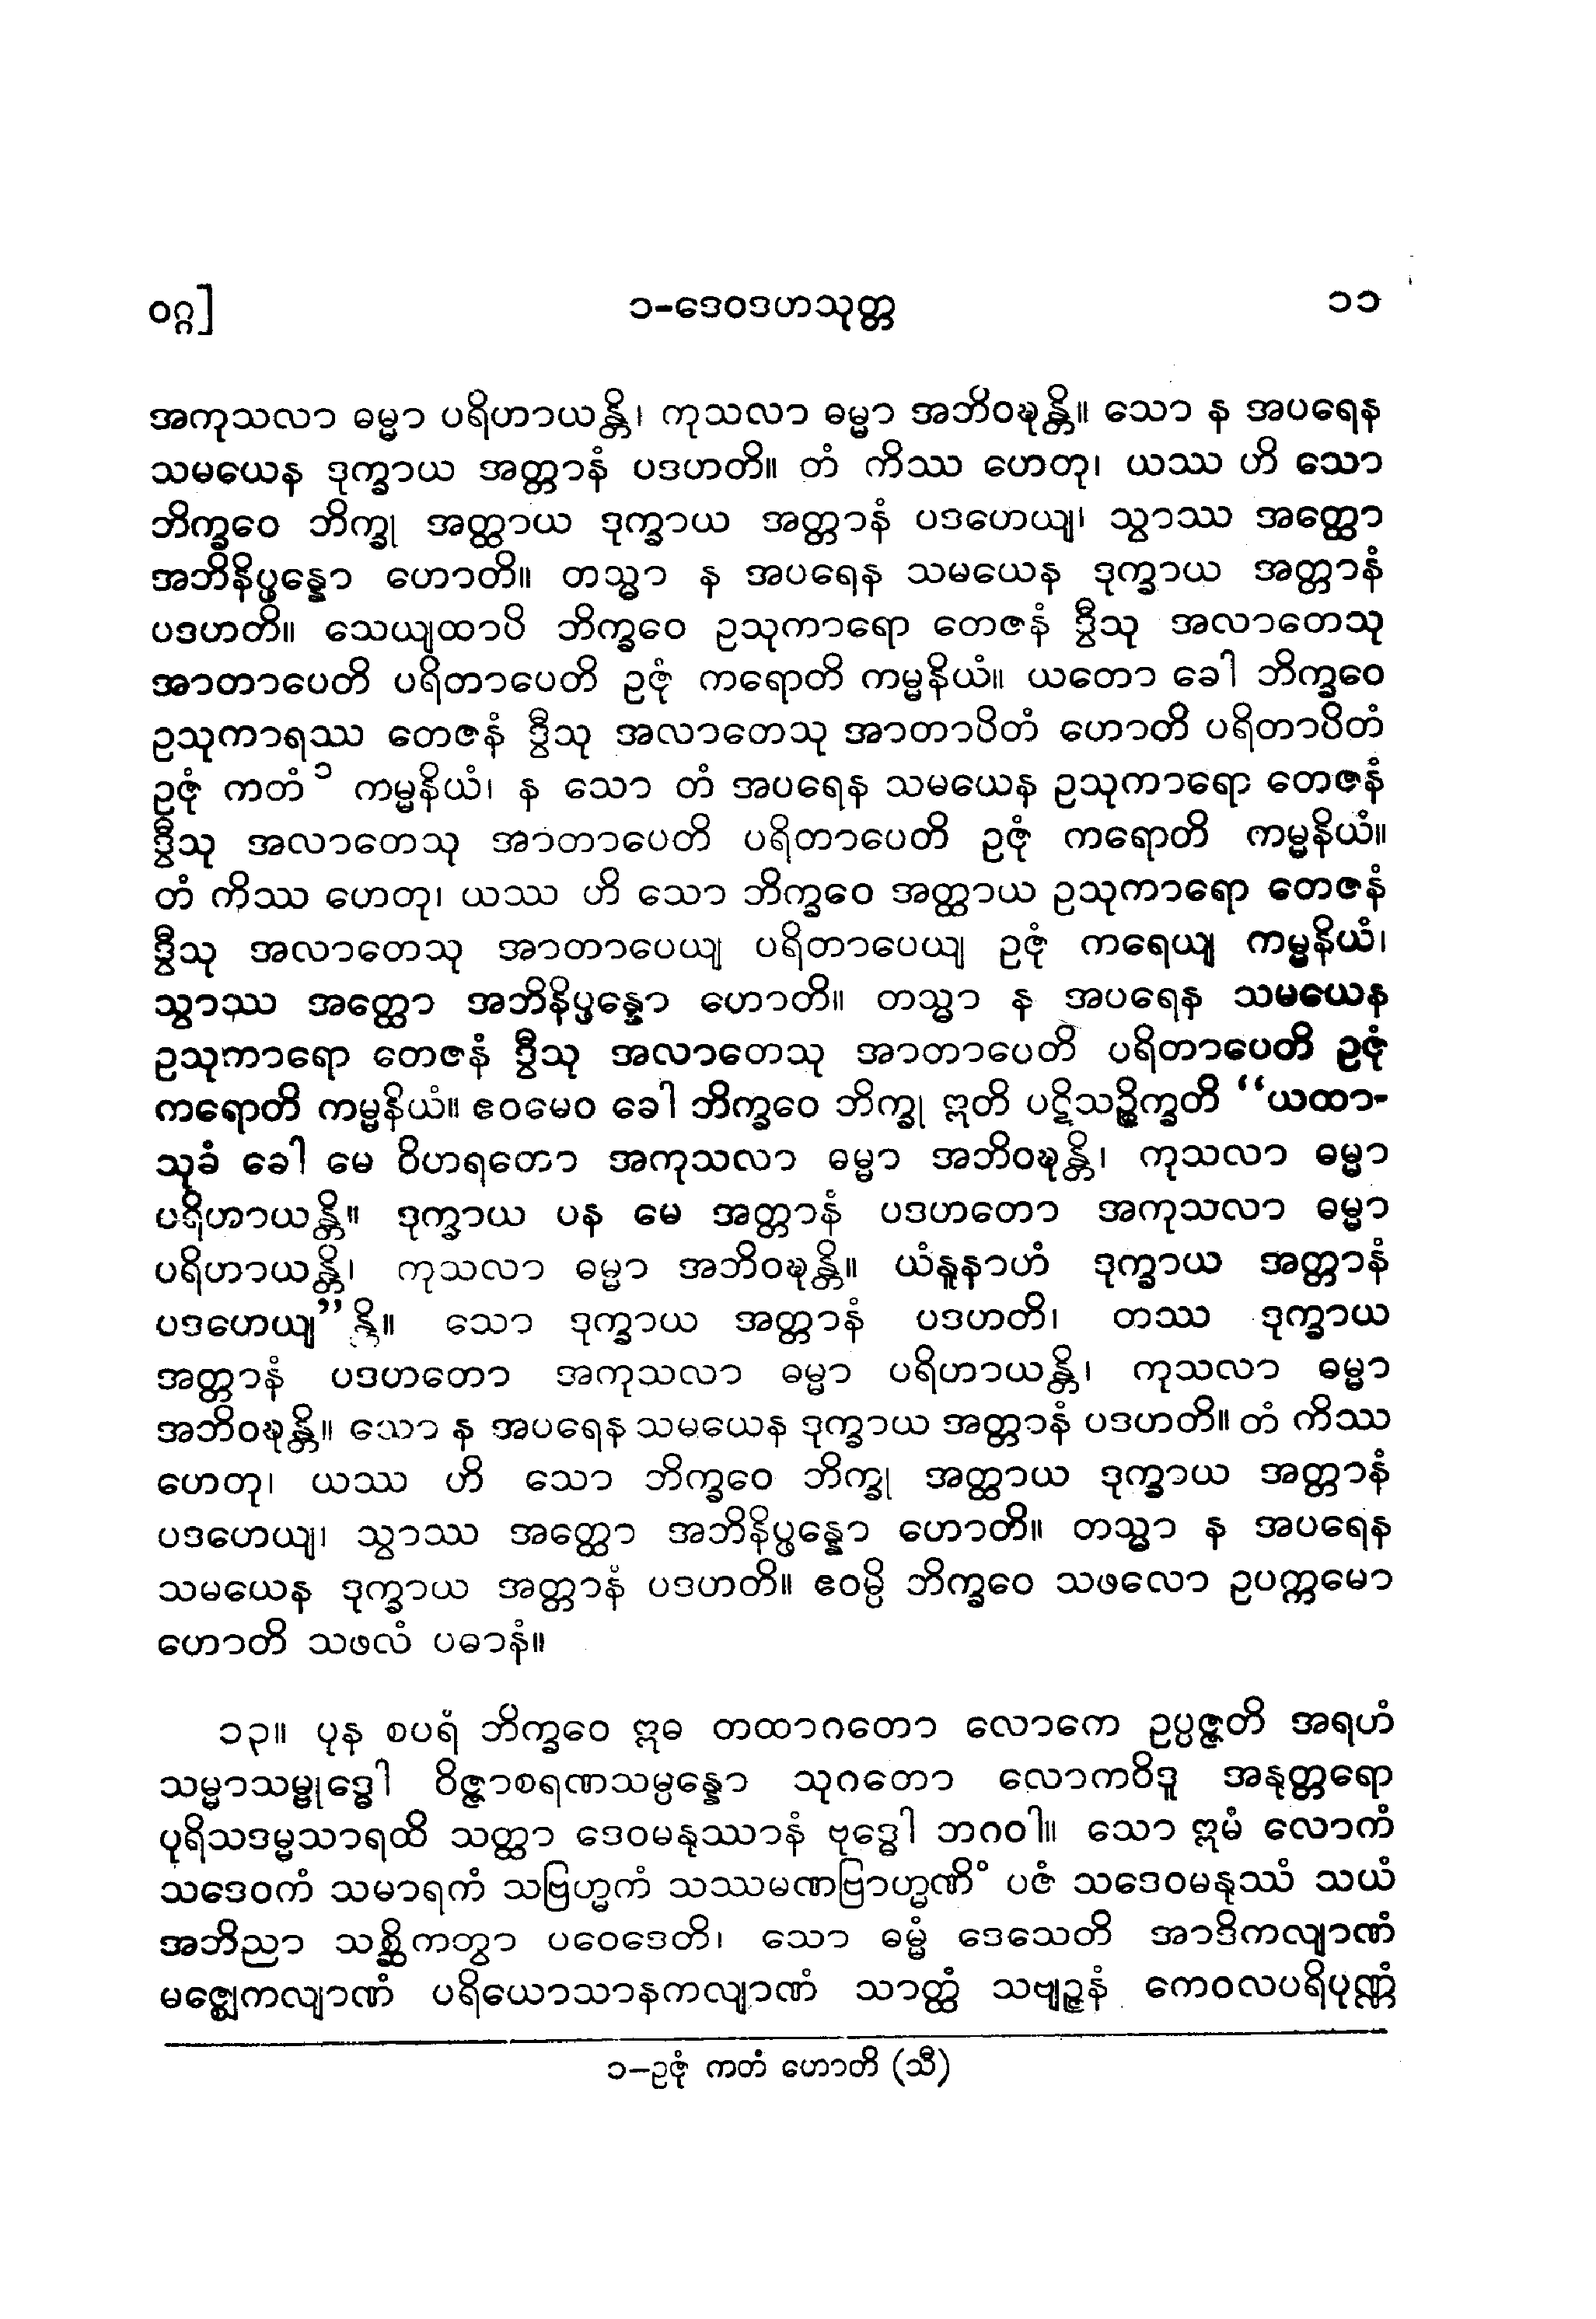 ဝဂ္ဂ] ၁-ဒေဝဒဟသုတ္တ ၁၁
အကုသလာ ဓမ္မာ ပရိဟာယန္တိ၊ ကုသလာ ဓမ္မာ အဘိဝဍ္ဎန္တိ။ သော န အပရေန
သမယေန ဒုက္ခာယ အတ္တာနံ ပဒဟတိ။ တံ ကိဿ ဟေတု၊ ယဿ ဟိ သော
ဘိက္ခဝေ ဘိက္ခု အတ္ထာယ ဒုက္ခာယ အတ္တာနံ ပဒဟေယျ၊ သွာဿ အတ္ထော
အဘိနိပ္ဖန္နော ဟောတိ။ တသ္မာ န အပရေန သမယေန ဒုက္ခာယ အတ္တာနံ
ပဒဟတိ။ သေယျထာပိ ဘိက္ခဝေ ဥသုကာရော တေဇနံ ဒွီသု အလာတေသု
အာတာပေတိ ပရိတာပေတိ ဥဇုံ ကရောတိ ကမ္မနိယံ။ ယတော ခေါ ဘိက္ခဝေ
ဥသုကာရဿ တေဇနံ ဒွီသု အလာတေသု အာတာပိတံ ဟောတိ ပရိတာပိတံ
ဥဇုံ ကတံ ၁ ကမ္မနိယံ၊ န သော တံ အပရေန သမယေန ဥသုကာရော တေဇနံ
ဒွီသု အလာတေသု အာတာပေတိ ပရိတာပေတိ ဥဇုံ ကရောတိ ကမ္မနိယံ။
တံ ကိဿ ဟေတု၊ ယဿ ဟိ သော ဘိက္ခဝေ အတ္ထာယ ဥသုကာရော တေဇနံ
ဒွီသု အလာတေသု အာတာပေယျ ပရိတာပေယျ ဥဇုံ ကရေယျ ကမ္မနိယံ၊
သွာဿ အတ္ထော အဘိနိပ္ဖန္နော ဟောတိ။ တသ္မာ န အပရေန သမယေန
ဥသုကာရော တေဇနံ ဒွီသု အလာတေသု အာတာပေတိ ပရိတာပေတိ ဥဇုံ
ကရောတိ ကမ္မနိယံ။ ဧဝမေဝ ခေါ ဘိက္ခဝေ ဘိက္ခု ဣတိ ပဋိသဉ္စိက္ခတိ “ယထာ-
သုခံ ခေါ မေ ဝိဟရတော အကုသလာ ဓမ္မာ အဘိဝဍ္ဎန္တိ၊ ကုသလာ ဓမ္မာ
ပရိဟာယန္တိ။ ဒုက္ခာယ ပန မေ အတ္တာနံ ပဒဟတော အကုသလာ ဓမ္မာ
ပရိဟာယန္တိ၊ ကုသလာ ဓမ္မာ အဘိဝဍ္ဎန္တိ။ ယံနူနာဟံ ဒုက္ခာယ အတ္တာနံ
ပဒဟေယျ”န္တိ။ သော ဒုက္ခာယ အတ္တာနံ ပဒဟတိ၊ တဿ ဒုက္ခာယ
အတ္တာနံ ပဒဟတော အကုသလာ ဓမ္မာ ပရိဟာယန္တိ၊ ကုသလာ ဓမ္မာ
အဘိဝဍ္ဎန္တိ။ သော န အပရေန သမယေန ဒုက္ခာယ အတ္တာနံ ပဒဟတိ။ တံ ကိဿ
ဟေတု၊ ယဿ ဟိ သော ဘိက္ခဝေ ဘိက္ခု အတ္ထာယ ဒုက္ခာယ အတ္တာနံ
ပဒဟေယျ၊ သွာဿ အတ္ထော အဘိနိပ္ဖန္နော ဟောတိ။ တသ္မာ န အပရေန
သမယေန ဒုက္ခာယ အတ္တာနံ ပဒဟတိ။ ဧဝမ္ပိ ဘိက္ခဝေ သဖလော ဥပက္ကမော
ဟောတိ သဖလံ ပဓာနံ။
၁၃။ ပုန စပရံ ဘိက္ခဝေ ဣဓ တထာဂတော လောကေ ဥပ္ပဇ္ဇတိ အရဟံ
သမ္မာသမ္ဗုဒ္ဓေါ ဝိဇ္ဇာစရဏသမ္ပန္နော သုဂတော လောကဝိဒူ အနုတ္တရော
ပုရိသဒမ္မသာရထိ သတ္ထာ ဒေဝမနုဿာနံ ဗုဒ္ဓေါ ဘဂဝါ။ သော ဣမံ လောကံ
သဒေဝကံ သမာရကံ သဗြဟ္မကံ သဿမဏဗြာဟ္မဏိံ ပဇံ သဒေဝမနုဿံ သယံ
အဘိညာ သစ္ဆိကတွာ ပဝေဒေတိ၊ သော ဓမ္မံ ဒေသေတိ အာဒိကလျာဏံ
မဇ္ဈေကလျာဏံ ပရိယောသာနကလျာဏံ သာတ္ထံ သဗျဉ္ဇနံ ကေဝလပရိပုဏ္ဏံ
၁-ဥဇုံ ကတံ ဟောတိ (သီ)